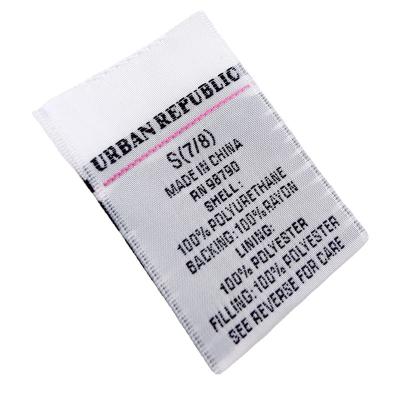 URBAN REPUBLIC
S(7/8)
MADE IN CHINA
RN 98790
SHELL:
100% POLYURETHANE
BACKING:100% RAYON
LINING:
100% POLYESTER
FILLING:100% POLYESTER
SEE REVERSE FOR CARE